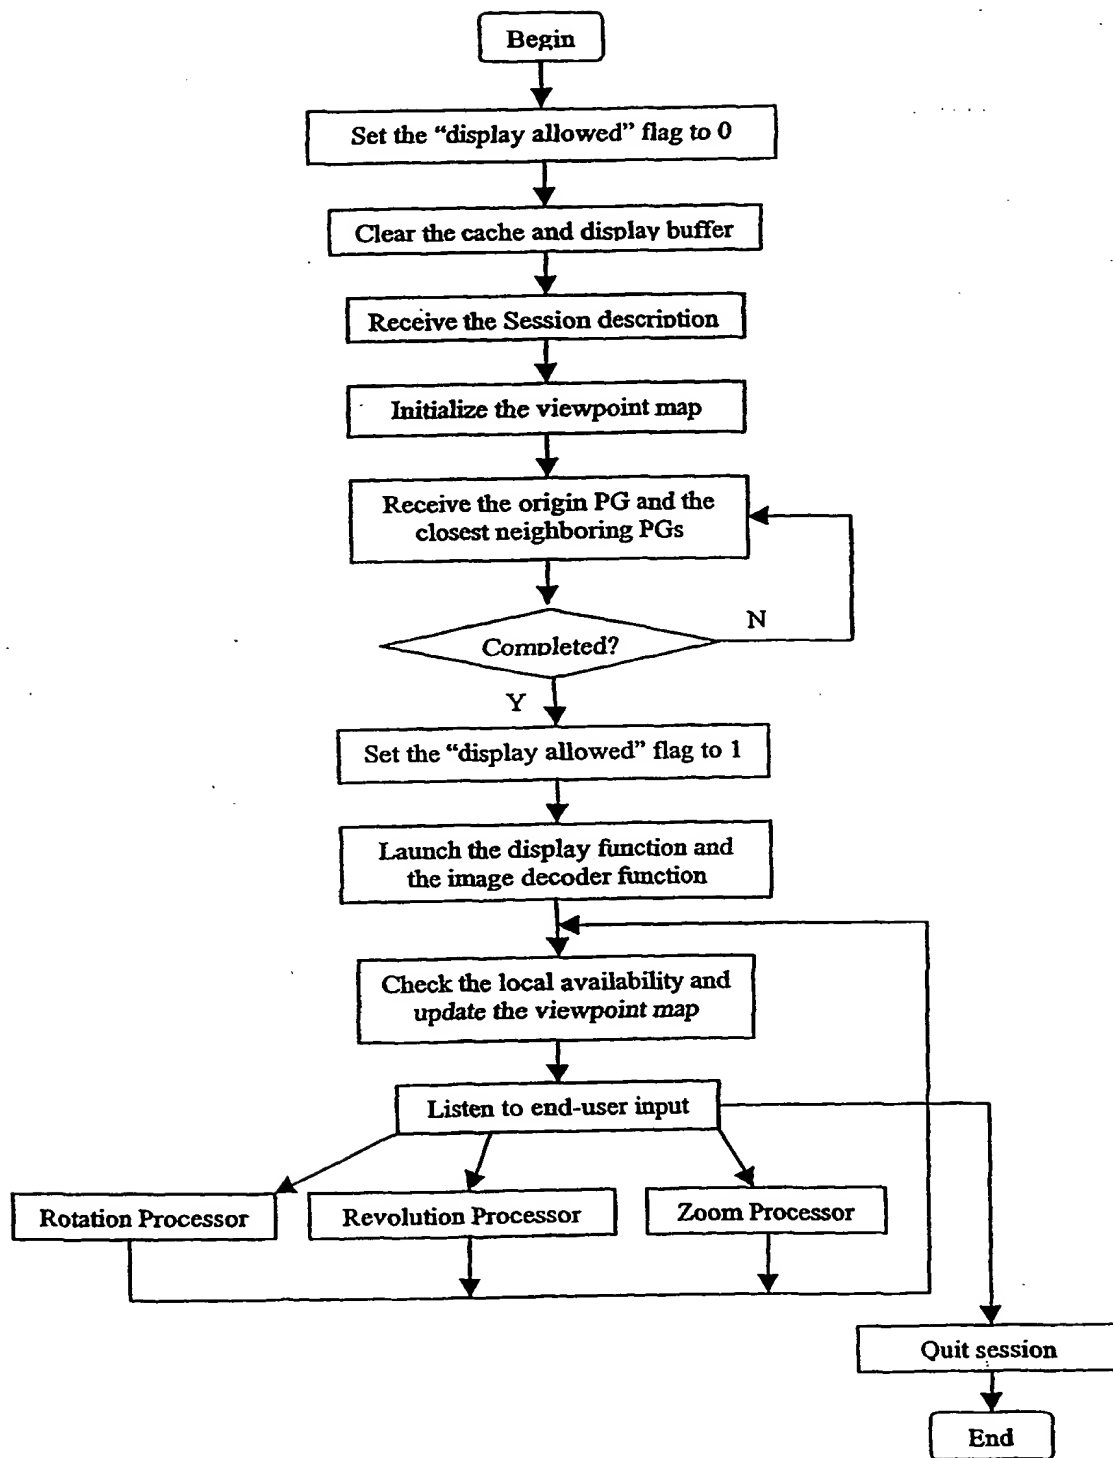 Begin
Set the “display allowed” flag to 0
Clear the cache and display buffer
Receive the Session description
Initialize the viewpoint map
Receive the origin PG and the
closest neighboring PGs
Completed?
N
Y
Set the “display allowed” flag to 1
Launch the display function and
the image decoder function
Check the local availability and
update the viewpoint map
Listen to end-user input
Rotation Processor
Revolution Processor
Zoom Processor
Quit session
End